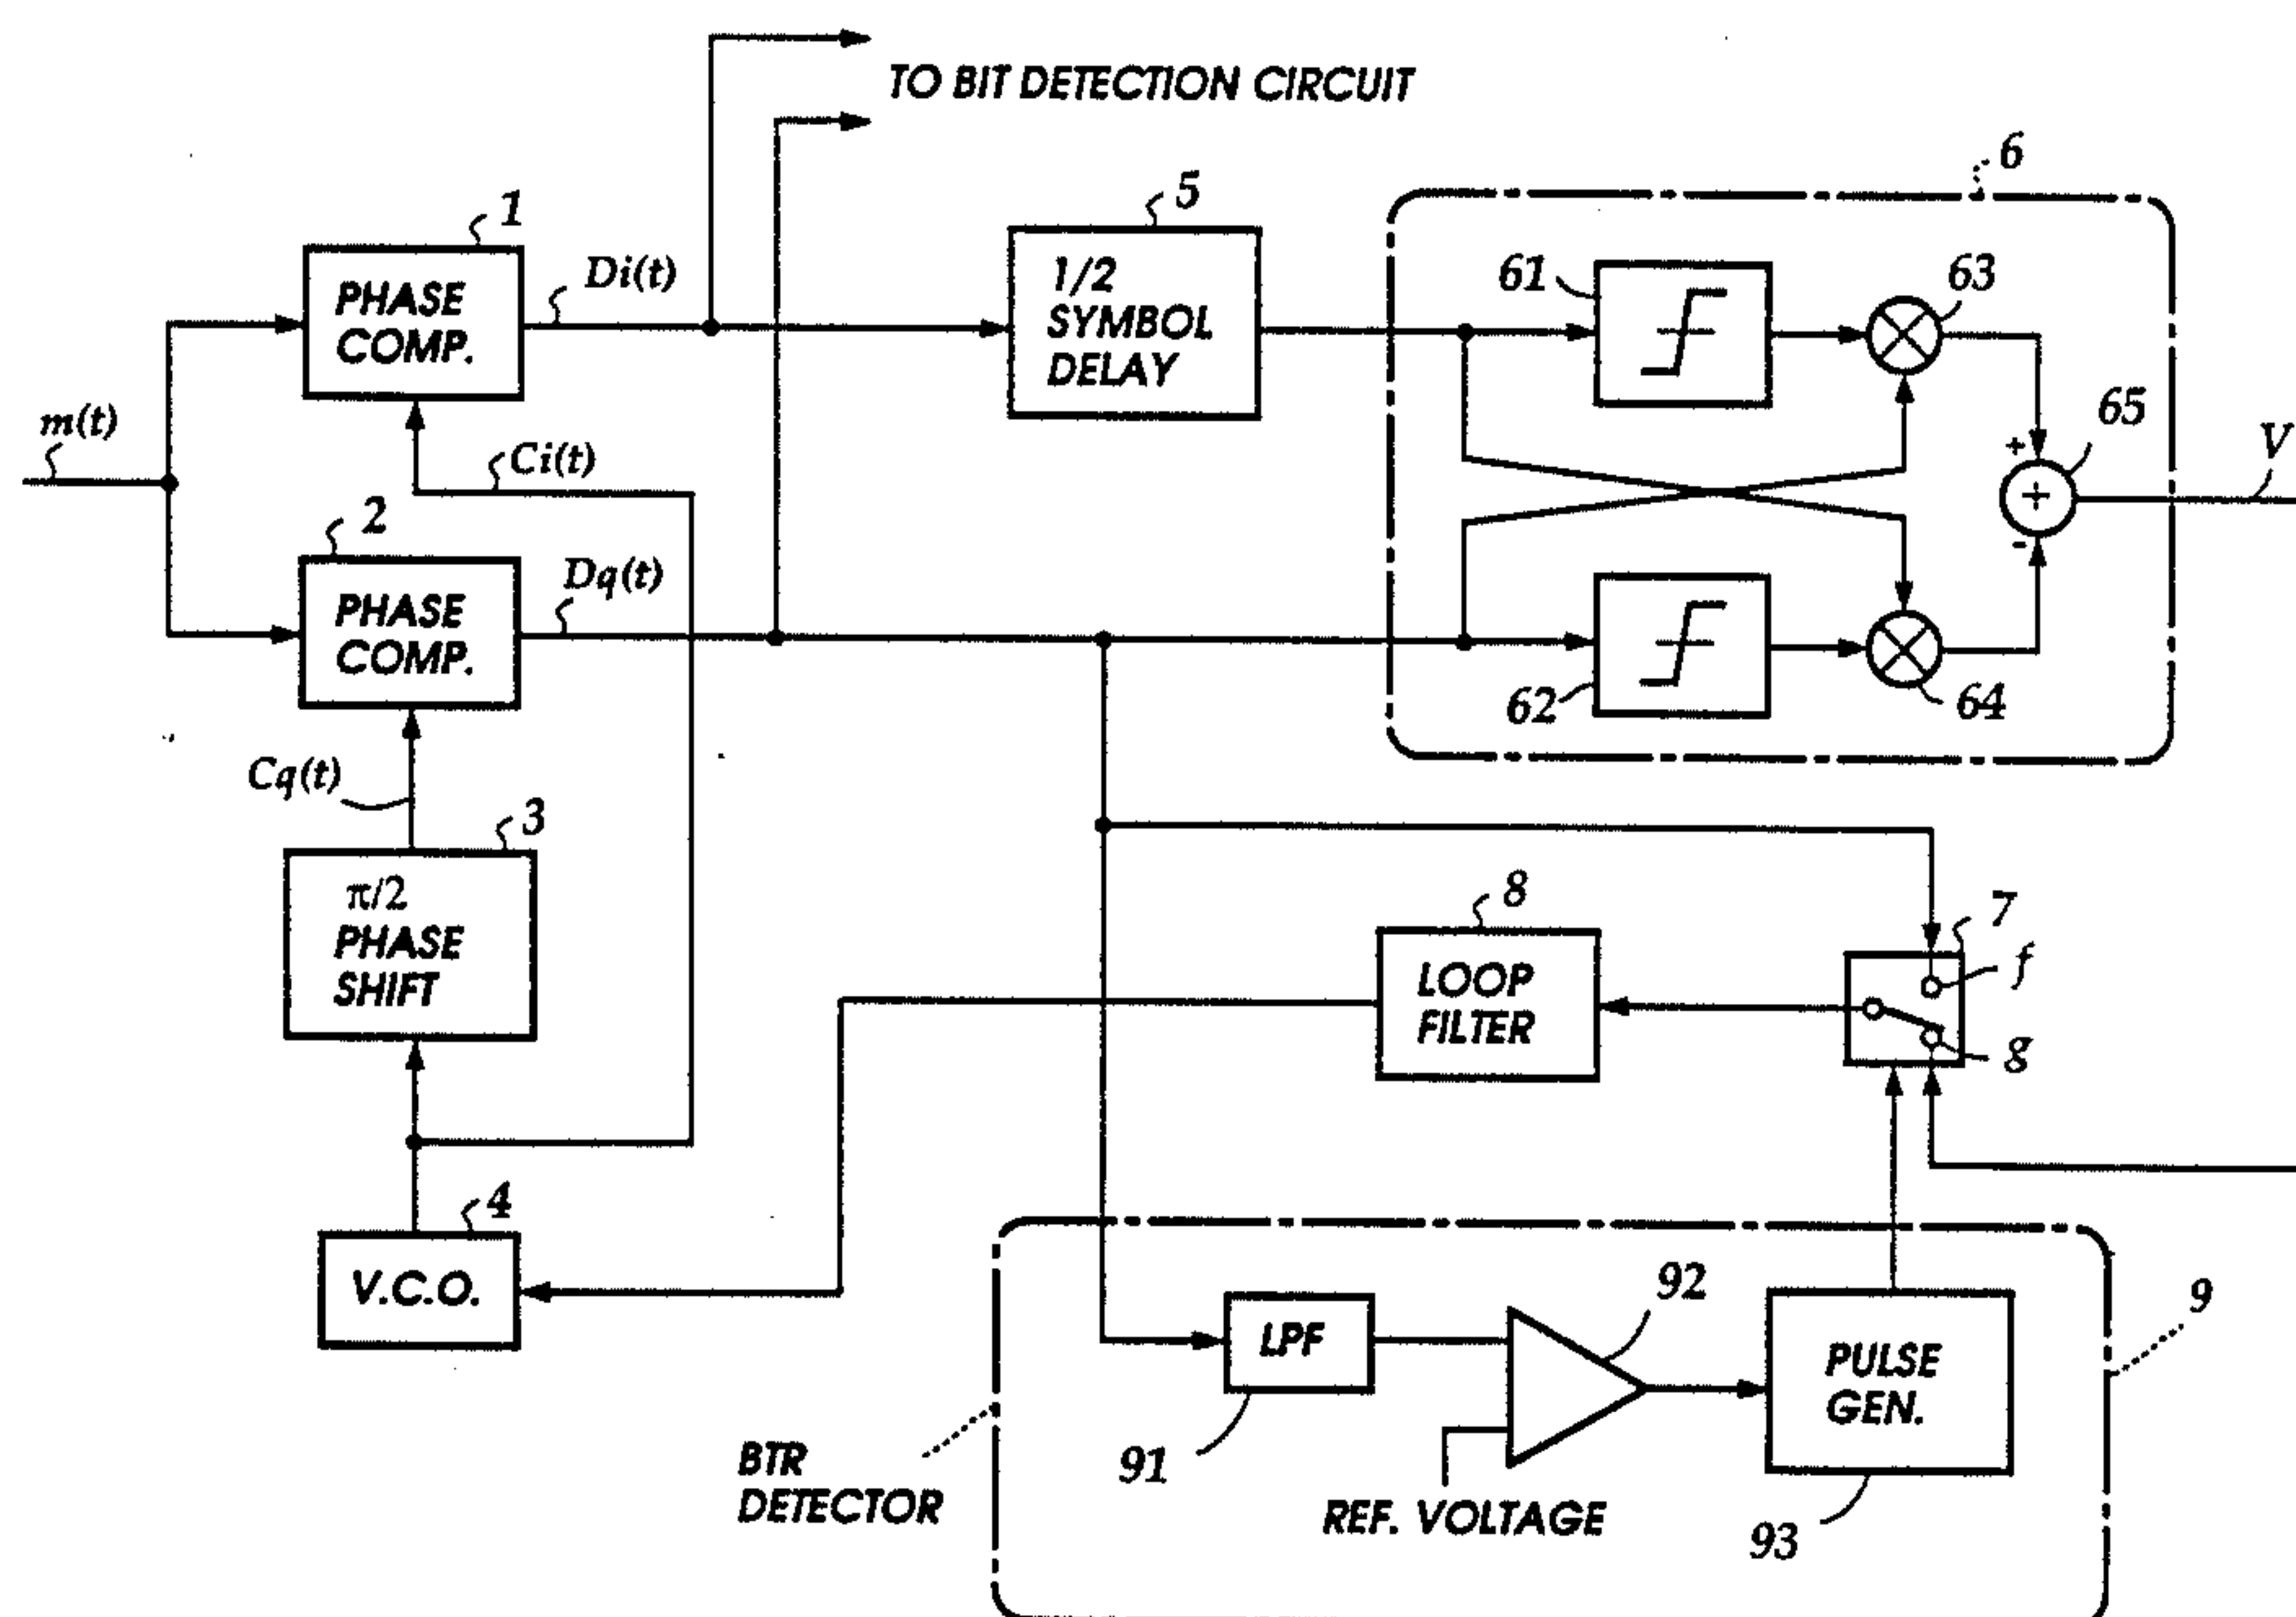 TO BIT DETECTION CIRCUIT
6
5
1
Di(t)
1/2
SYMBOL
DELAY
61
63
PHASE
COMP.
65
m(t)
+
V
Ci(t)
+
2
-
Dq(t)
PHASE
COMP.
62
64
Cq(t)
3
π/2
PHASE
SHIFT
8
7
f
LOOP
FILTER
g
4
V.C.O.
92
9
LPF
PULSE
GEN.
BTR
DETECTOR
91
REF. VOLTAGE
93